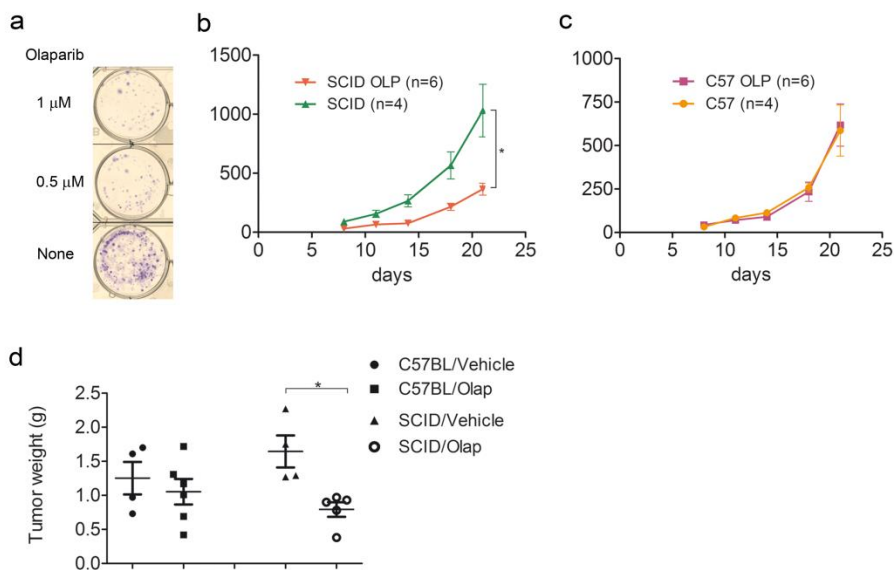 a
Olaparib
1 µM
0.5 µM
None
b
1500
1000
500
0
SCID OLP (n=6)
SCID (n=4)
*
0 5 10 15 20 25
days
c
1000
750
500
250
0
C57 OLP (n=6)
C57 (n=4)
0 5 10 15 20 25
days
d
Tumor weight (g)
2.5
2.0
1.5
1.0
0.5
0.0
*
C57BL/Vehicle
C57BL/Olap
SCID/Vehicle
SCID/Olap